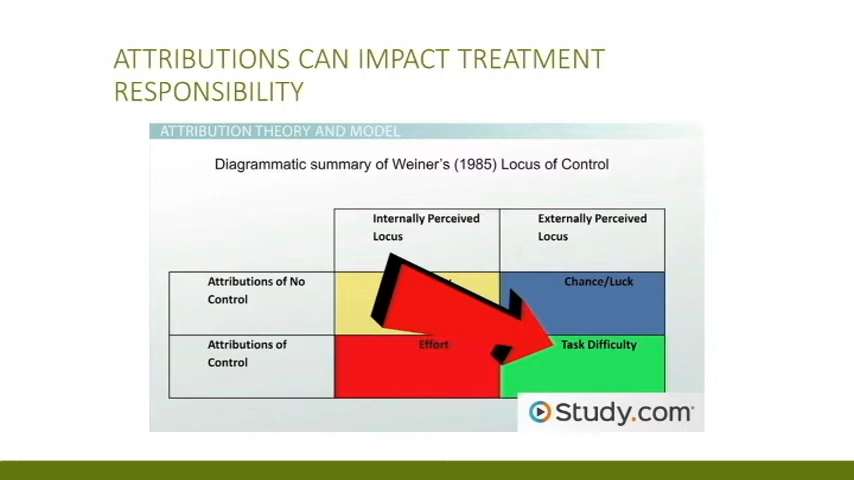 ATTRIBUTIONS CAN IMPACT TREATMENT
RESPONSIBILITY
ATTRIBUTION THEORY AND MODEL
Diagrammatic summary of Weiner's (1985) Locus of Control
Internally Perceived
Locus
Externally Perceived
Locus
Attributions of No
Control
Chance/Luck
Attributions of
Control
Effort
Task Difficulty
Study.com